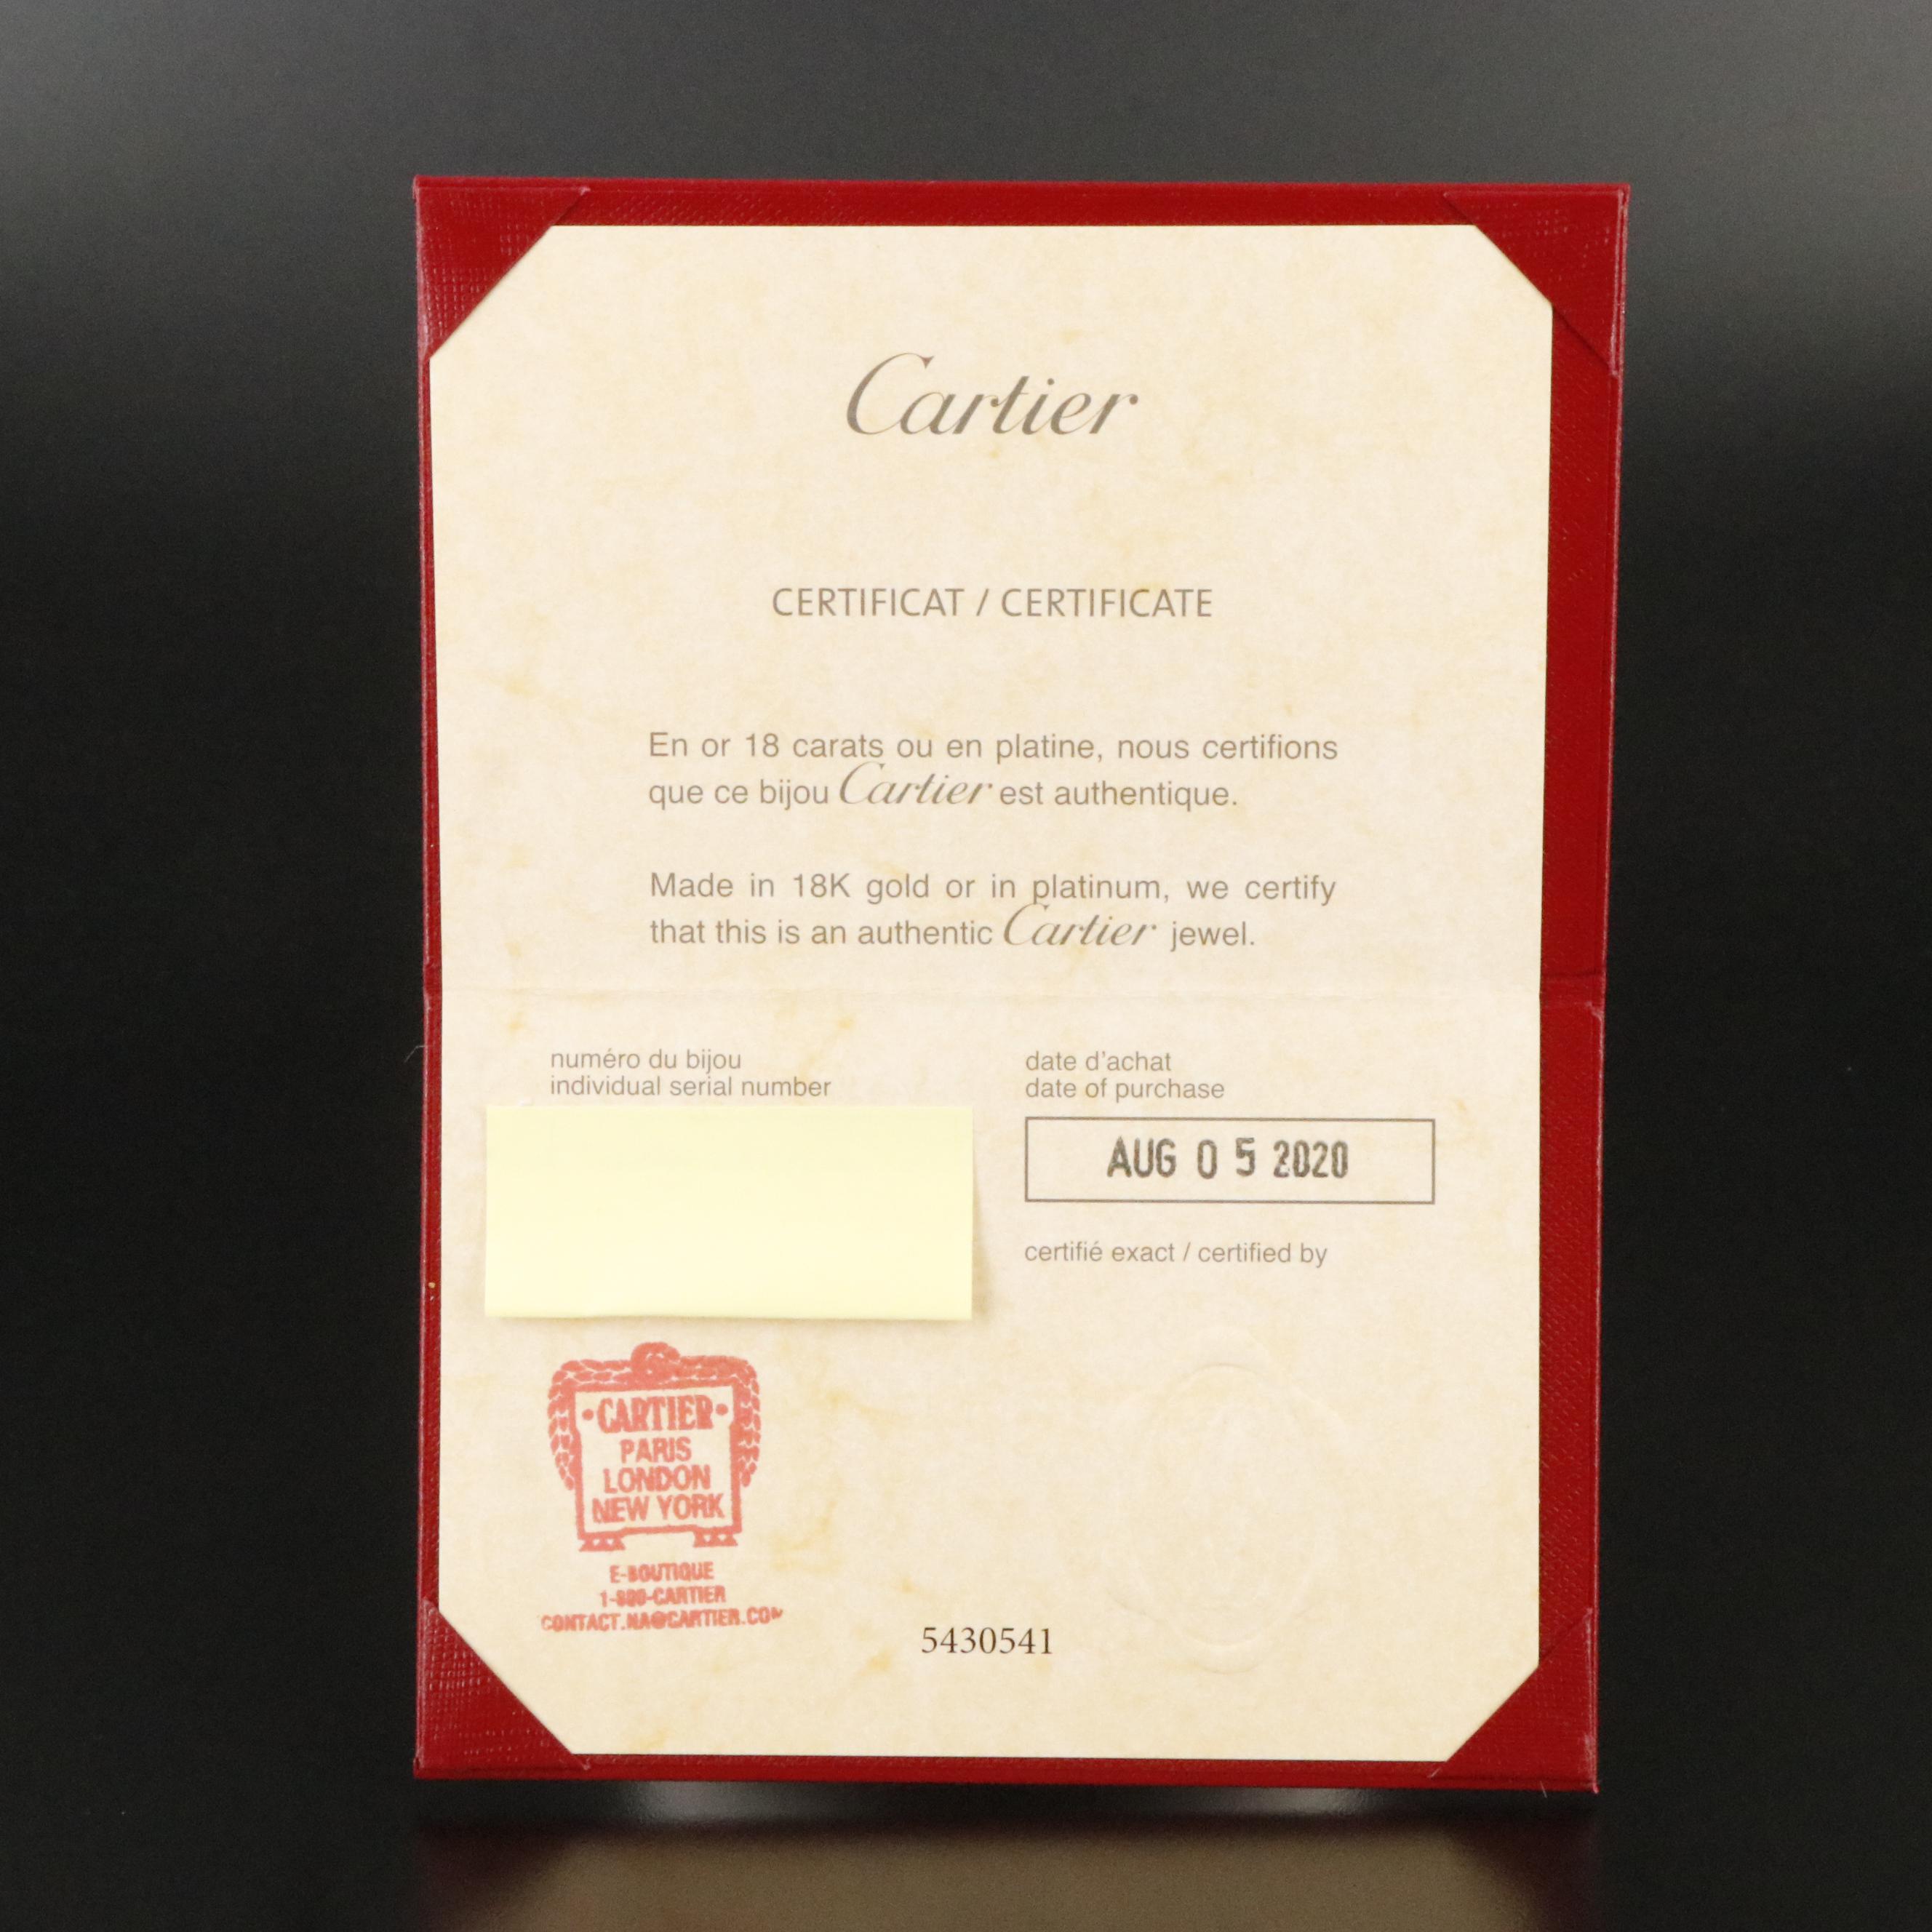 Cartier
CERTIFICAT / CERTIFICATE
En or 18 carats ou en platine, nous certifions
que ce bijou Cartier est authentique.
Made in 18K gold or in platinum, we certify
that this is an authentic Cartier jewel.
numéro du bijou
individual serial number
date d'achat
date of purchase
AUG 05 2020
certifié exact / certified by
•CARTIER•
PARIS
LONDON
NEW YORK
E-BOUTIQUE
1-800-CARTIER
CONTACT.NA@CARTIER.COM
5430541